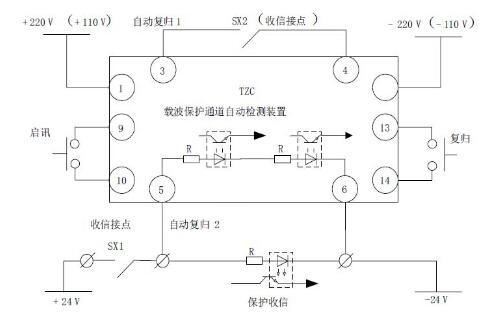 +220 V (+110 V)
自动复归 1
SX2 (收信接点)
-220 V (-110 V)
3
4
TZC
1
载波保护通道自动检测装置
启讯
9
13
复归
R
R
10
5
6
14
收信接点
自动复归 2
SX1
R
+24 V
保护收信
-24 V